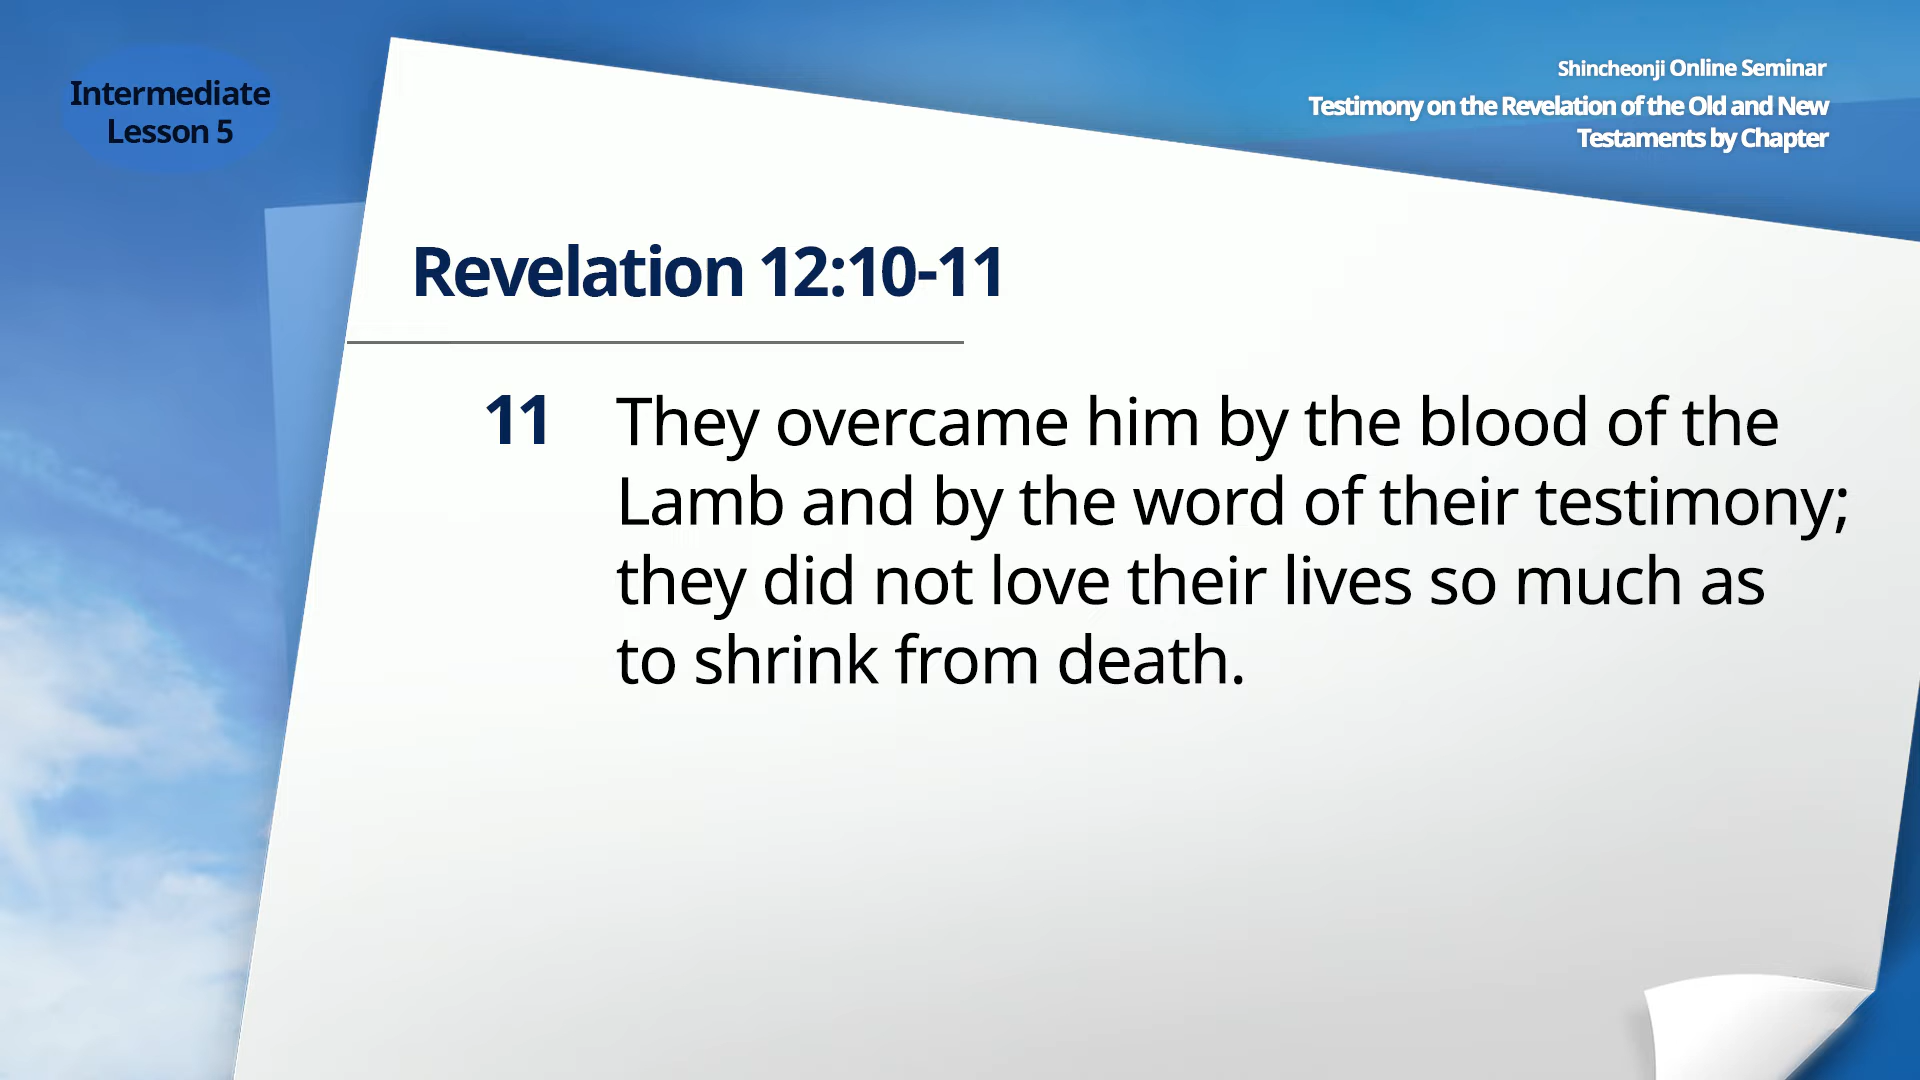 Intermediate
Lesson 5
Shincheonji Online Seminar
Testimony on the Revelation of the Old and New
Testaments by Chapter
Revelation 12:10-11
11 They overcame him by the blood of the
Lamb and by the word of their testimony;
they did not love their lives so much as
to shrink from death.